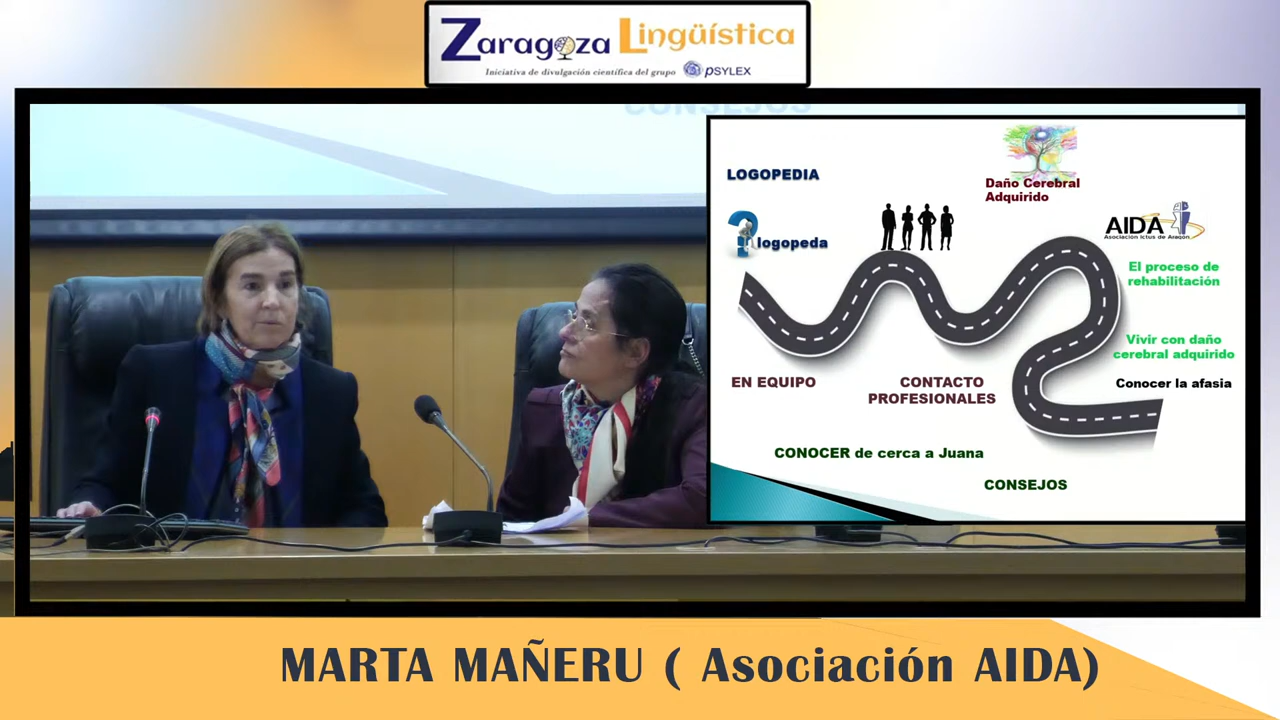 Zaragoza Lingüística
Iniciativa de divulgación científica del grupo PSYLEX
CONSEJOS
LOGOPEDIA
logopeda
Daño Cerebral
Adquirido
AIDA
Asociación Ictus de Aragón
El proceso de
rehabilitación
Vivir con daño
cerebral adquirido
Conocer la afasia
EN EQUIPO
CONTACTO
PROFESIONALES
CONOCER de cerca a Juana
CONSEJOS
MARTA MAÑERU ( Asociación AIDA)